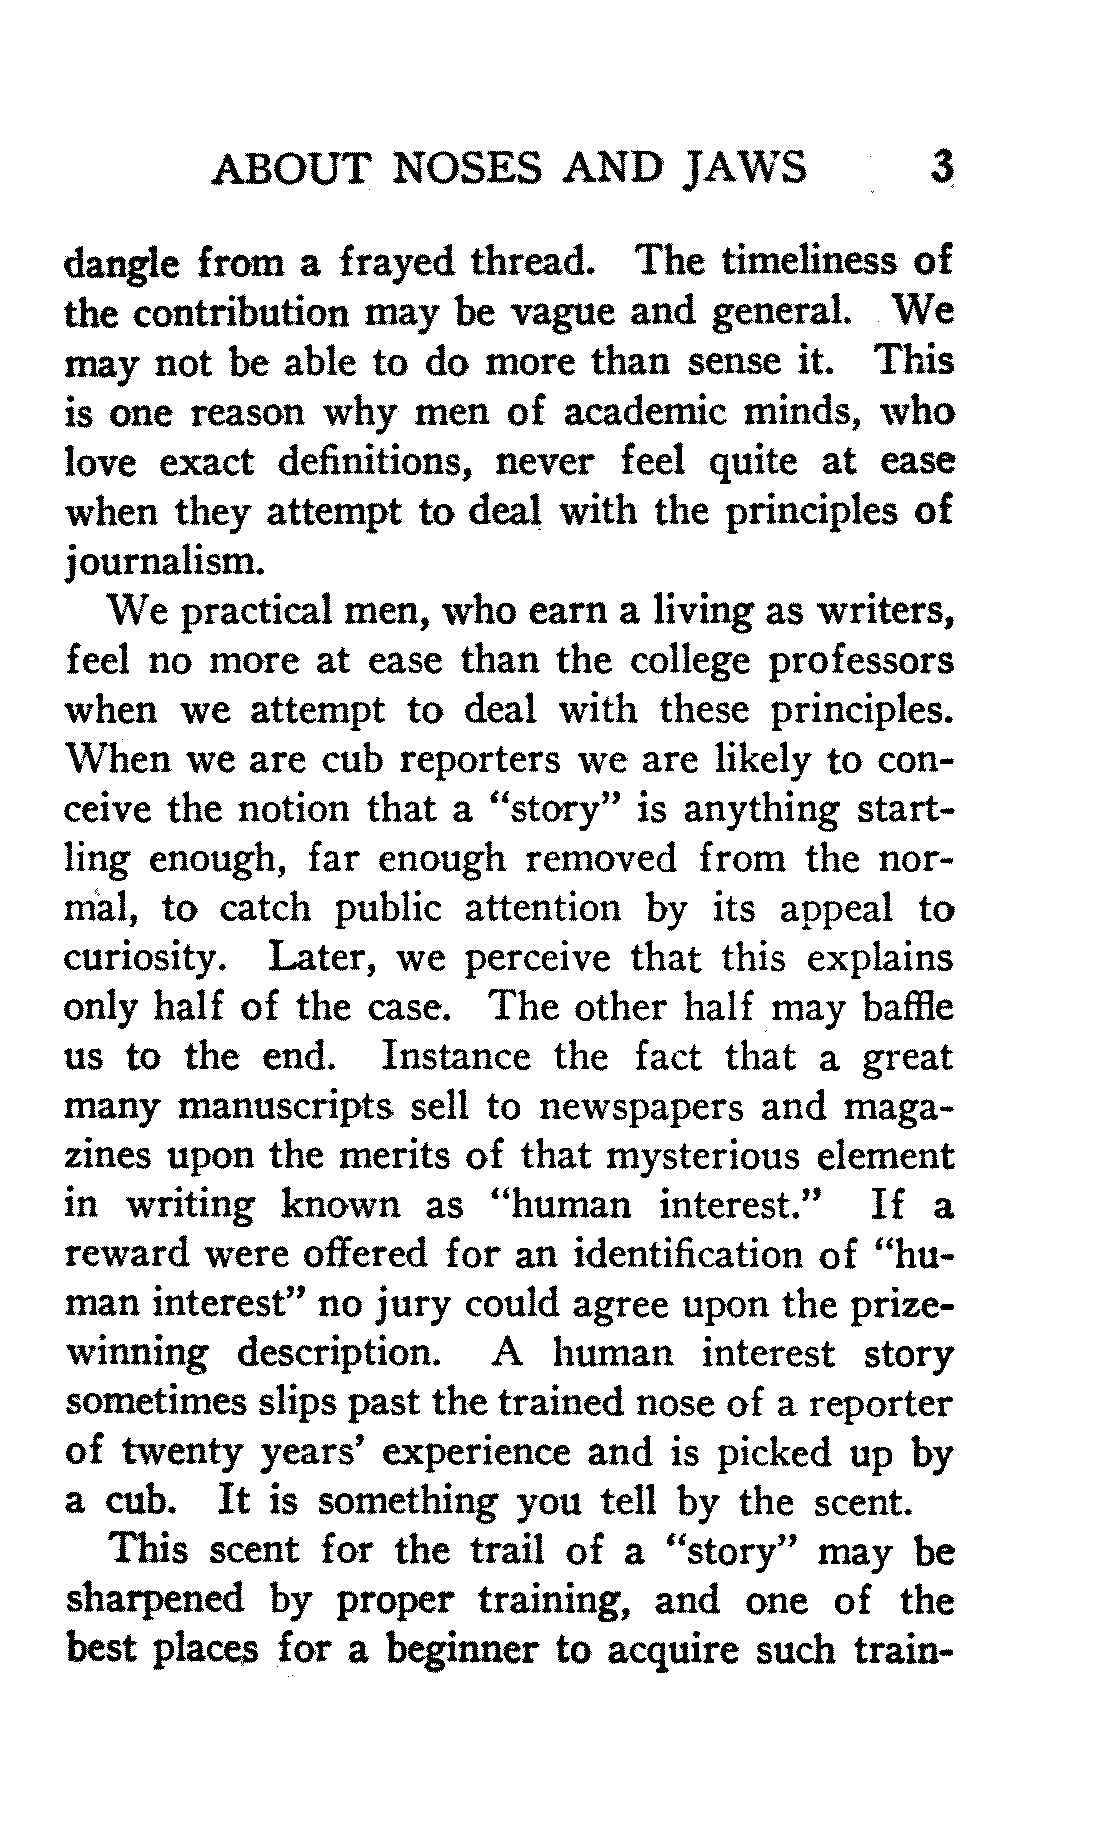 ABOUT NOSES AND JAWS 3
dangle from a frayed thread. The timeliness of
the contribution may be vague and general. We
may not be able to do more than sense it. This
is one reason why men of academic minds, who
love exact definitions, never feel quite at ease
when they attempt to deal with the principles of
journalism.
We practical men, who earn a living as writers,
feel no more at ease than the college professors
when we attempt to deal with these principles.
When we are cub reporters we are likely to con-
ceive the notion that a “story” is anything start-
ling enough, far enough removed from the nor-
mal, to catch public attention by its appeal to
curiosity. Later, we perceive that this explains
only half of the case. The other half may baffle
us to the end. Instance the fact that a great
many manuscripts sell to newspapers and maga-
zines upon the merits of that mysterious element
in writing known as “human interest.” If a
reward were offered for an identification of “hu-
man interest” no jury could agree upon the prize-
winning description. A human interest story
sometimes slips past the trained nose of a reporter
of twenty years’ experience and is picked up by
a cub. It is something you tell by the scent.
This scent for the trail of a “story” may be
sharpened by proper training, and one of the
best places for a beginner to acquire such train-